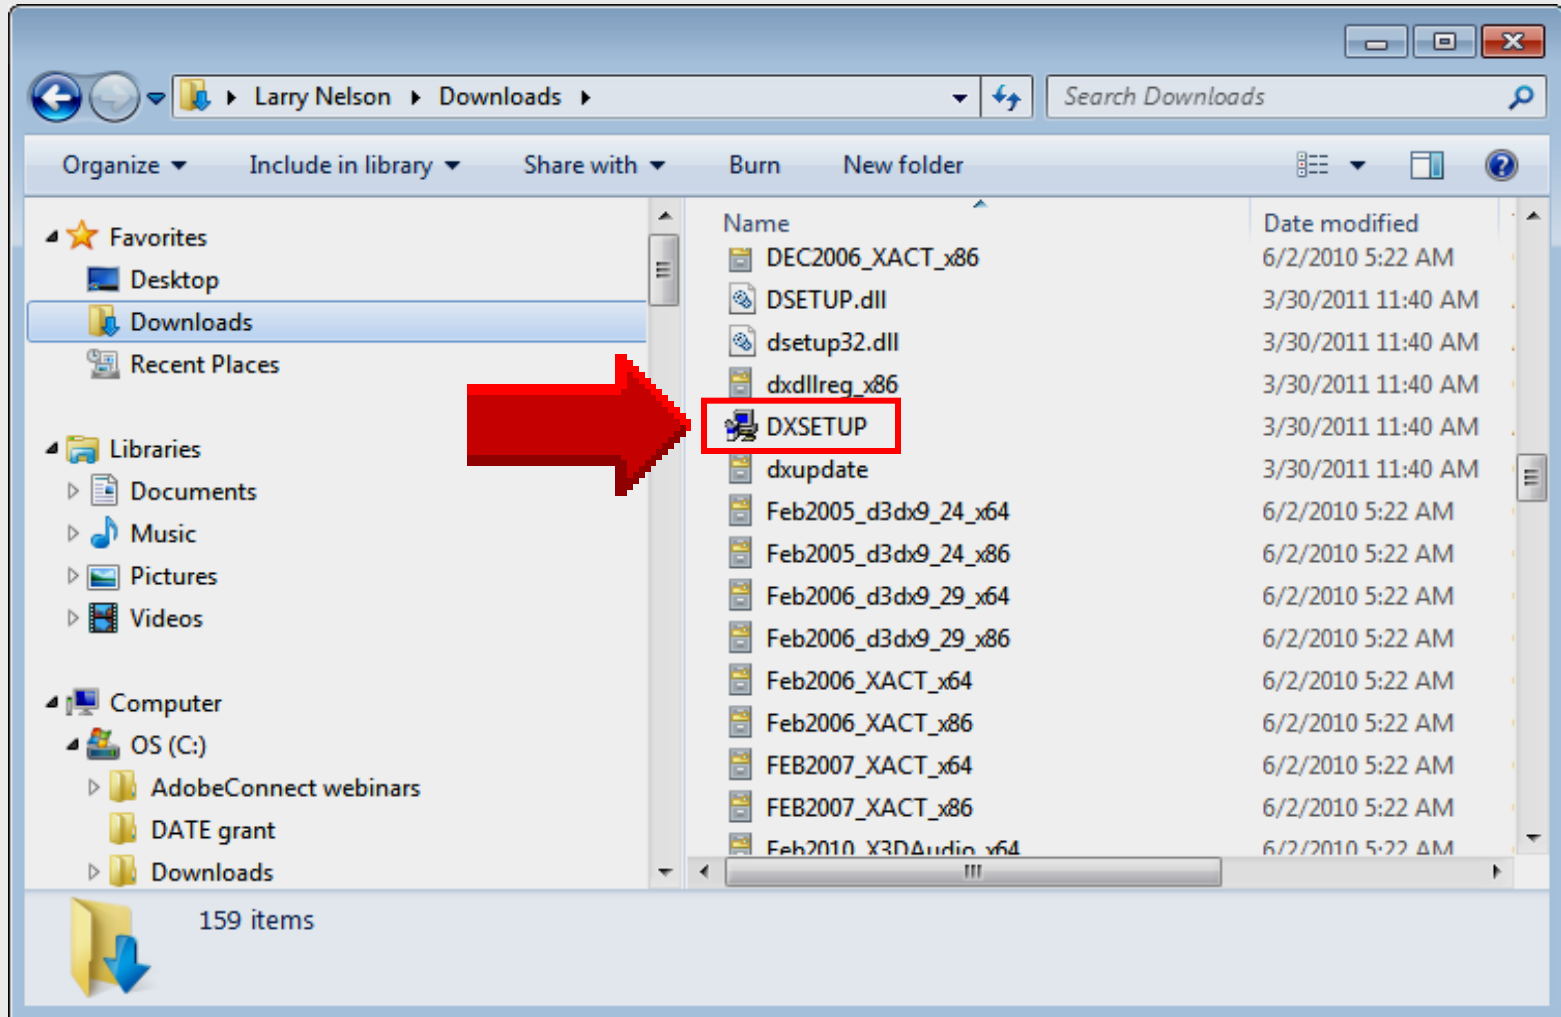 Larry Nelson Downloads
Search Downloads
Organize Include in library Share with Burn New folder
Favorites
Desktop
Downloads
Recent Places
Libraries
Documents
Music
Pictures
Videos
Computer
OS (C:)
AdobeConnect webinars
DATE grant
Downloads
Name Date modified
DEC2006_XACT_x86 6/2/2010 5:22 AM
DSETUP.dll 3/30/2011 11:40 AM
dsetup32.dll 3/30/2011 11:40 AM
dxdllreg_x86 3/30/2011 11:40 AM
DXSETUP 3/30/2011 11:40 AM
dxupdate 3/30/2011 11:40 AM
Feb2005_d3dx9_24_x64 6/2/2010 5:22 AM
Feb2005_d3dx9_24_x86 6/2/2010 5:22 AM
Feb2006_d3dx9_29_x64 6/2/2010 5:22 AM
Feb2006_d3dx9_29_x86 6/2/2010 5:22 AM
Feb2006_XACT_x64 6/2/2010 5:22 AM
Feb2006_XACT_x86 6/2/2010 5:22 AM
FEB2007_XACT_x64 6/2/2010 5:22 AM
FEB2007_XACT_x86 6/2/2010 5:22 AM
Feb2010_X3DAudio_x64 6/2/2010 5:22 AM
159 items